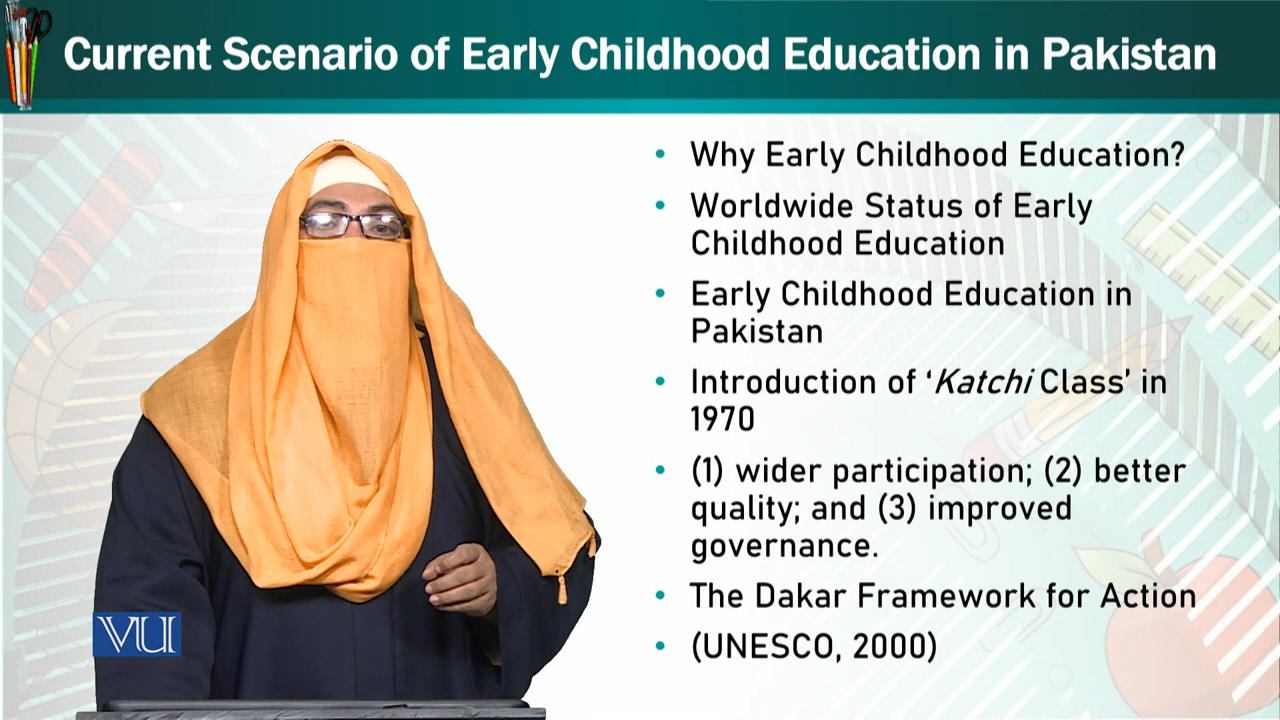 Current Scenario of Early Childhood Education in Pakistan
• Why Early Childhood Education?
• Worldwide Status of Early
Childhood Education
• Early Childhood Education in
Pakistan
• Introduction of ‘Katchi Class’ in
1970
• (1) wider participation; (2) better
quality; and (3) improved
governance.
• The Dakar Framework for Action
• (UNESCO, 2000)
VU